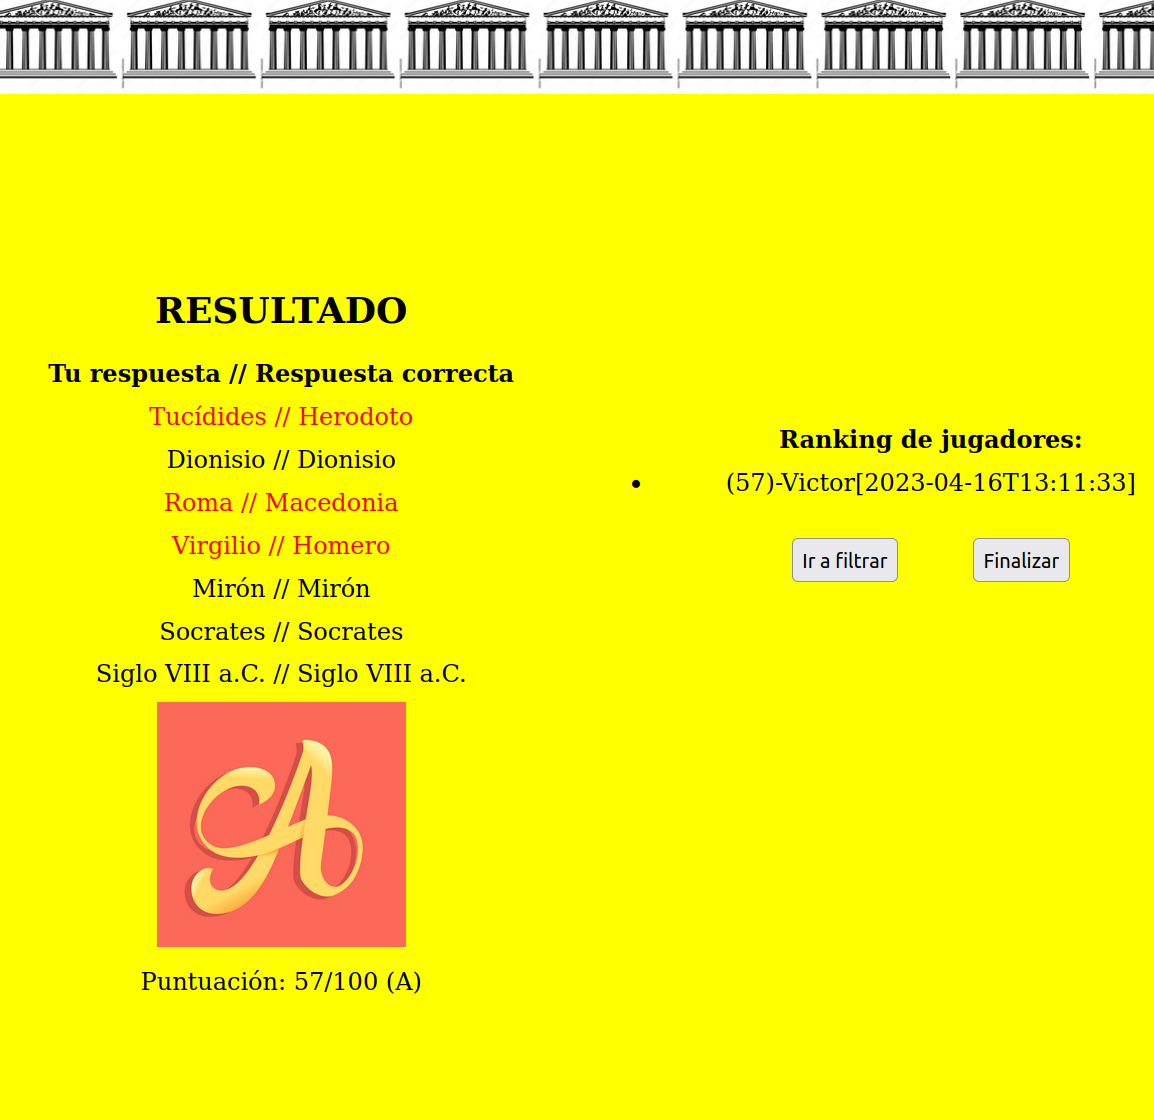 RESULTADO
Tu respuesta // Respuesta correcta
Tucídides // Herodoto
Dionisio // Dionisio
Roma // Macedonia
Virgilio // Homero
Mirón // Mirón
Socrates // Socrates
Siglo VIII a.C. // Siglo VIII a.C.
A
Puntuación: 57/100 (A)
Ranking de jugadores:
• (57)-Victor[2023-04-16T13:11:33]
Ir a filtrar
Finalizar